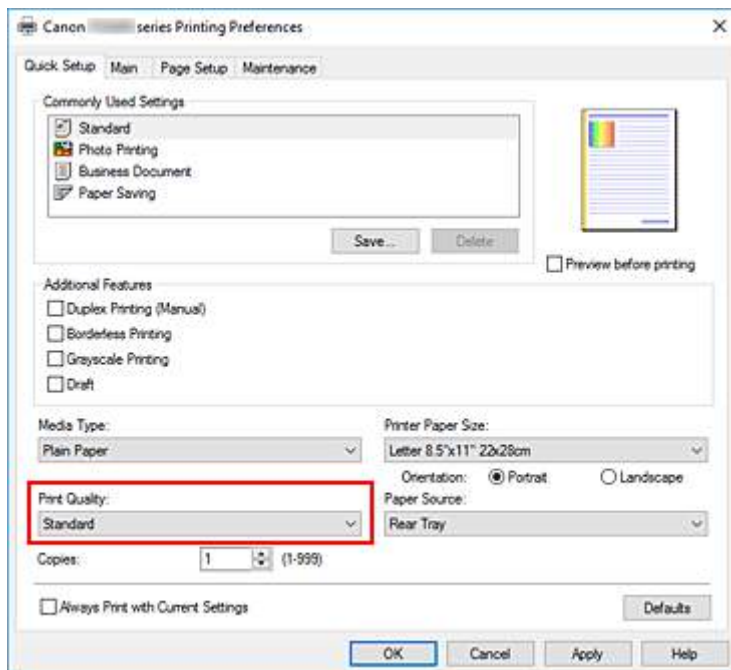 Canon series Printing Preferences
Quick Setup Main Page Setup Maintenance
Commonly Used Settings
Standard
Photo Printing
Business Document
Paper Saving
Save... Delete
Preview before printing
Additional Features
Duplex Printing (Manual)
Borderless Printing
Grayscale Printing
Draft
Media Type: Printer Paper Size:
Plain Paper Letter 8.5"x11" 22x28cm
Orientation: Portrait Landscape
Print Quality: Paper Source:
Standard Rear Tray
Copies: 1 (1-999)
Always Print with Current Settings Defaults
OK Cancel Apply Help